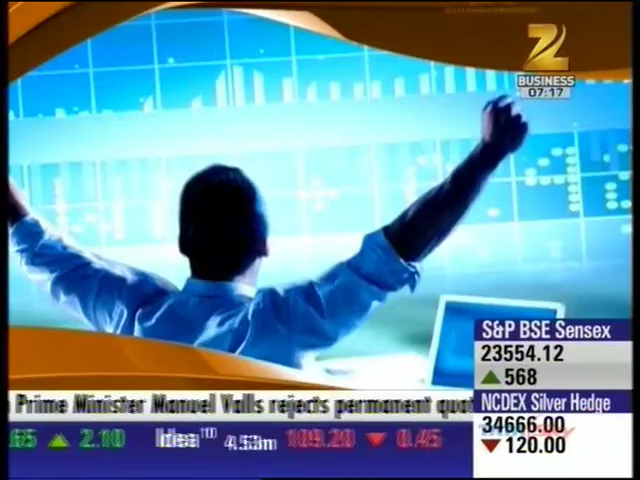 Z
BUSINESS
07:17
S&P BSE Sensex
23554.12
▲ 568
NCDEX Silver Hedge
34666.00
▼ 120.00
Prime Minister Manuel Valls rejects permanent quot
▲ 2.10 Idea 4.53m 109.20 ▼ 0.45